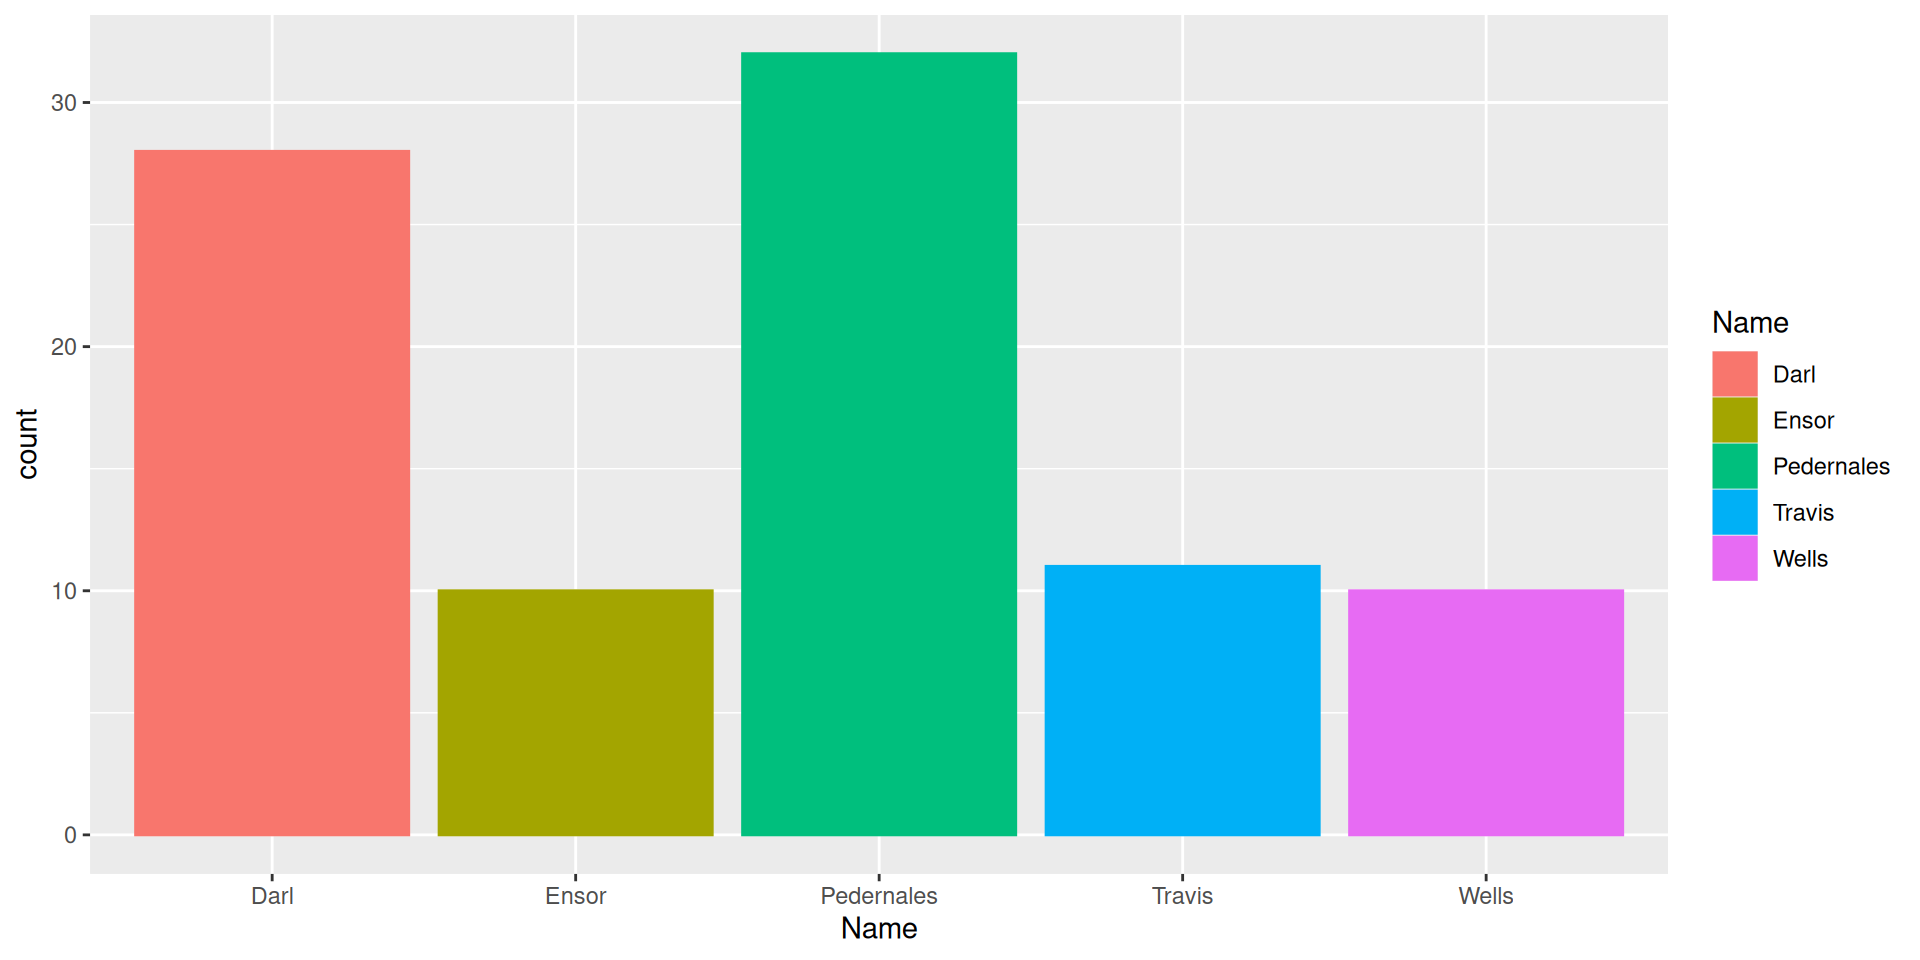 30
20
10
0
count
Darl
Ensor
Pedernales
Travis
Wells
Name
Name
Darl
Ensor
Pedernales
Travis
Wells